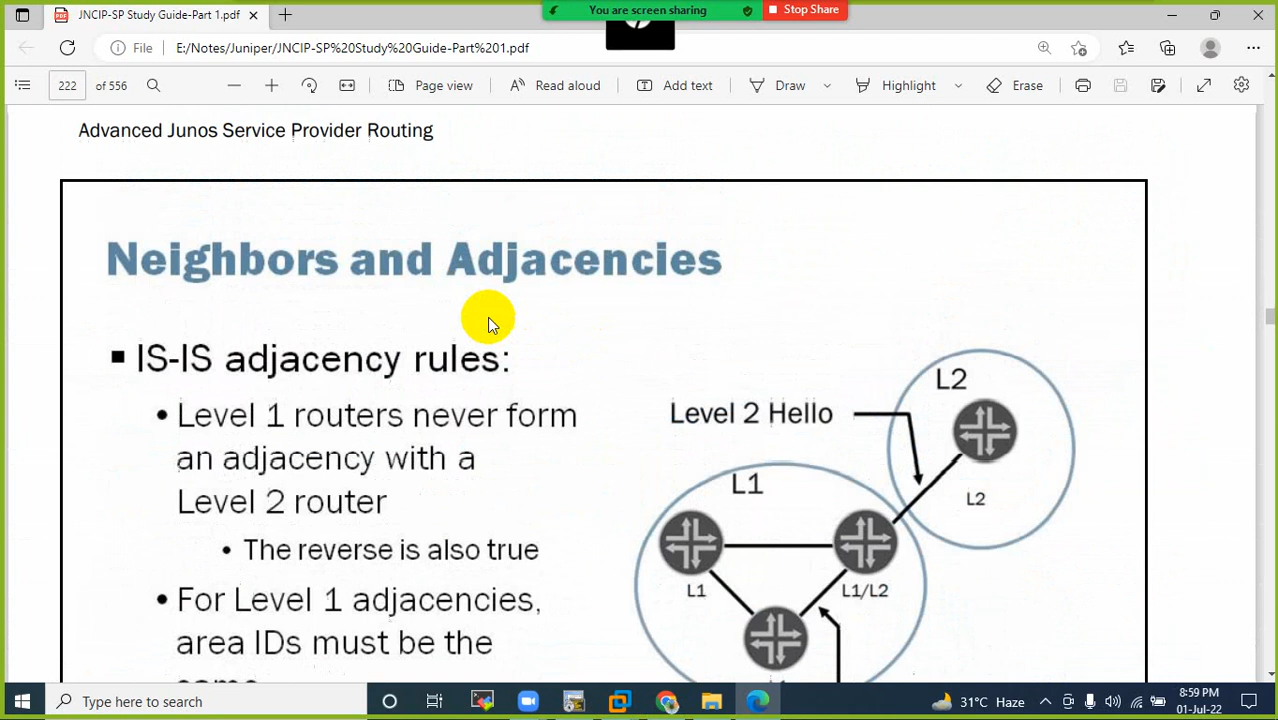 You are screen sharing
Stop Share
JNCIP-SP Study Guide-Part 1.pdf
File
E:/Notes/Juniper/JNCIP-SP%20Study%20Guide-Part%201.pdf
222 of 556
Page view
Read aloud
Add text
Draw
Highlight
Erase
Advanced Junos Service Provider Routing
Neighbors and Adjacencies
■ IS-IS adjacency rules:
• Level 1 routers never form
an adjacency with a
Level 2 router
• The reverse is also true
• For Level 1 adjacencies,
area IDs must be the
same
L2
Level 2 Hello
L2
L1
L1
L1/L2
Type here to search
31°C Haze
8:59 PM
01-Jul-22